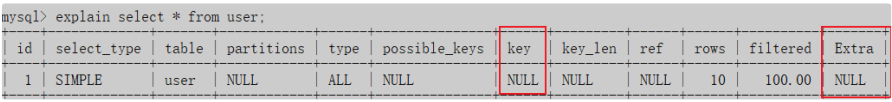 mysql> explain select * from user;
| id | select_type | table | partitions | type | possible_keys | key | key_len | ref | rows | filtered | Extra |
| 1 | SIMPLE | user | NULL | ALL | NULL | NULL | NULL | NULL | 10 | 100.00 | NULL |